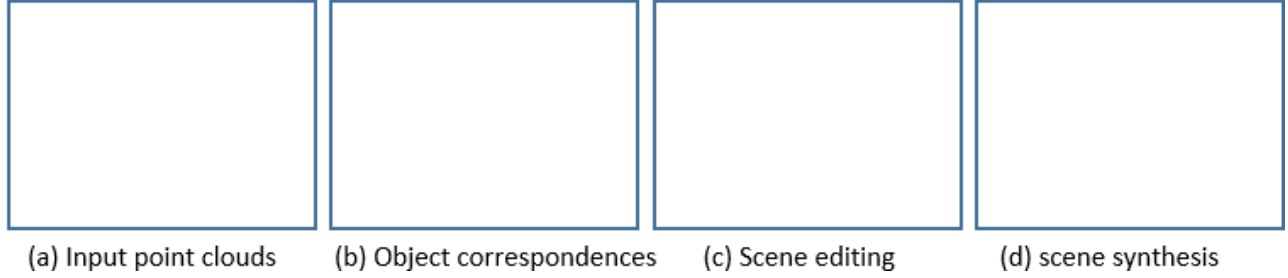 (a) Input point clouds (b) Object correspondences (c) Scene editing (d) scene synthesis